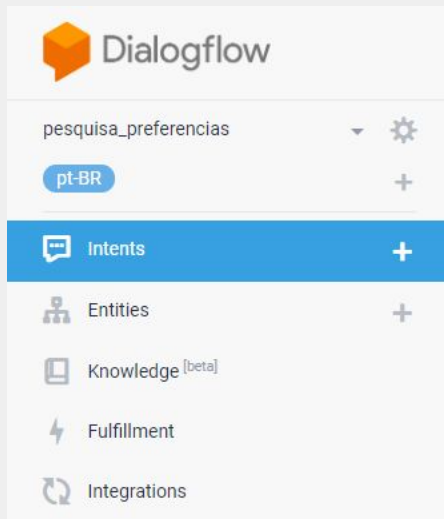 Dialogflow
pesquisa_preferencias
pt-BR
Intents
Entities
Knowledge [beta]
Fulfillment
Integrations